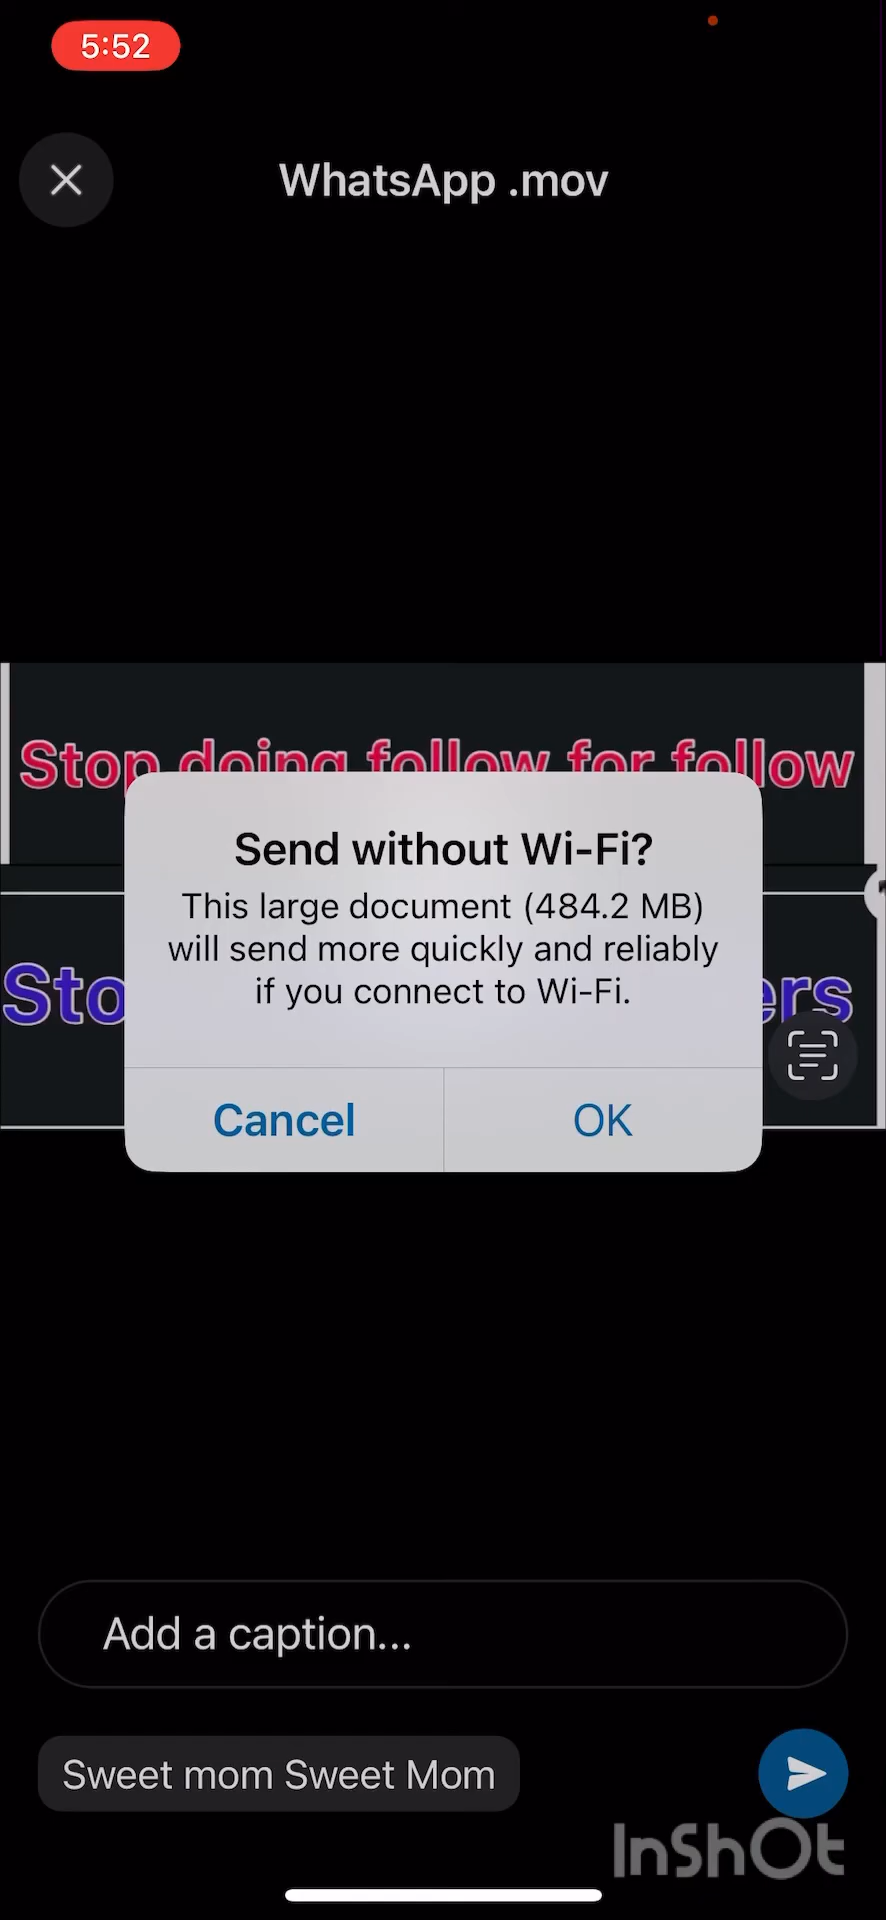 5:52
WhatsApp .mov
Stop doing follow for follow
Send without Wi-Fi?
This large document (484.2 MB)
will send more quickly and reliably
if you connect to Wi-Fi.
Cancel
OK
Add a caption...
Sweet mom Sweet Mom
InShOt